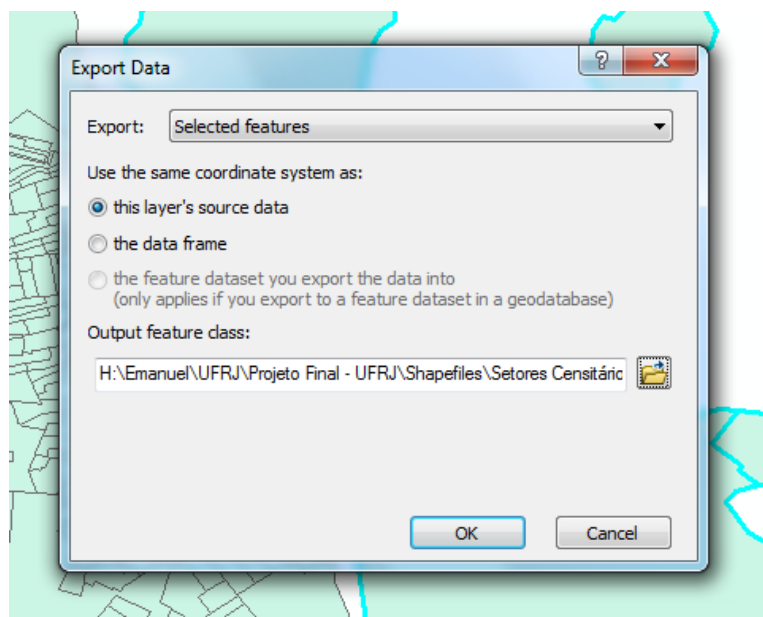 Export Data
Export: Selected features
Use the same coordinate system as:
this layer's source data
the data frame
the feature dataset you export the data into
(only applies if you export to a feature dataset in a geodatabase)
Output feature class:
H:\Emanuel\UFRJ\Projeto Final - UFRJ\Shapefiles\Setores Censitáric
OK Cancel